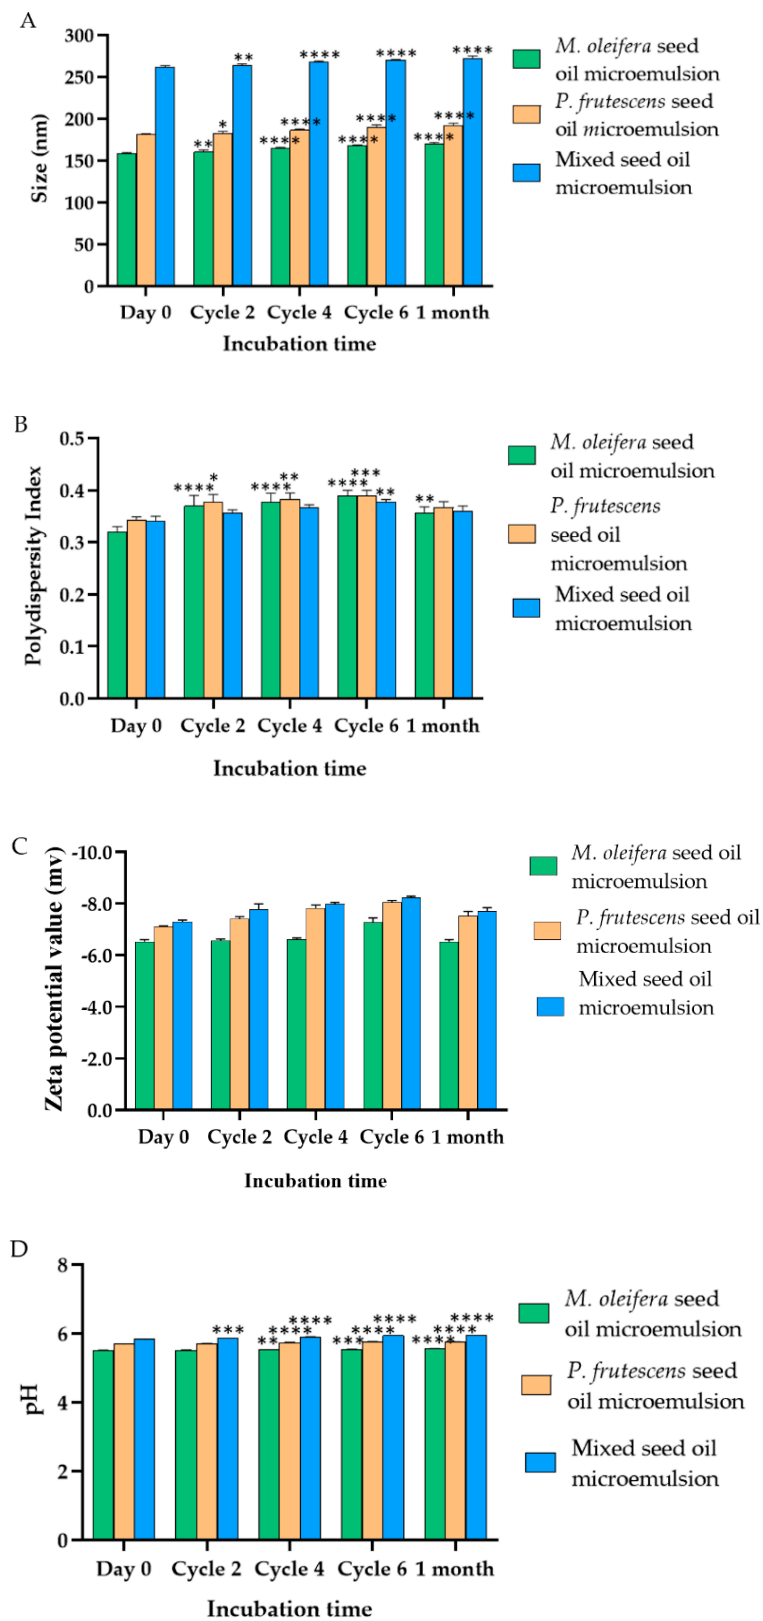 A
300
250
200
150
100
50
0
Size (nm)
** **** **** ****
* **** **** ****
** **** **** ****
Day 0 Cycle 2 Cycle 4 Cycle 6 1 month
Incubation time
M. oleifera seed
oil microemulsion
P. frutescens seed
oil microemulsion
Mixed seed oil
microemulsion
B
0.5
0.4
0.3
0.2
0.1
0.0
Polydispersity Index
* ** ***
**** **** **** ** **
Day 0 Cycle 2 Cycle 4 Cycle 6 1 month
Incubation time
M. oleifera seed
oil microemulsion
P. frutescens
seed oil
microemulsion
Mixed seed oil
microemulsion
C
-10.0
-8.0
-6.0
-4.0
-2.0
0.0
Zeta potential value (mv)
Day 0 Cycle 2 Cycle 4 Cycle 6 1 month
Incubation time
M. oleifera seed oil
microemulsion
P. frutescens seed oil
microemulsion
Mixed seed oil
microemulsion
D
8
6
4
2
0
pH
*** **** **** ****
**** **** ****
** *** ****
Day 0 Cycle 2 Cycle 4 Cycle 6 1 month
Incubation time
M. oleifera seed
oil microemulsion
P. frutescens seed
oil microemulsion
Mixed seed oil
microemulsion